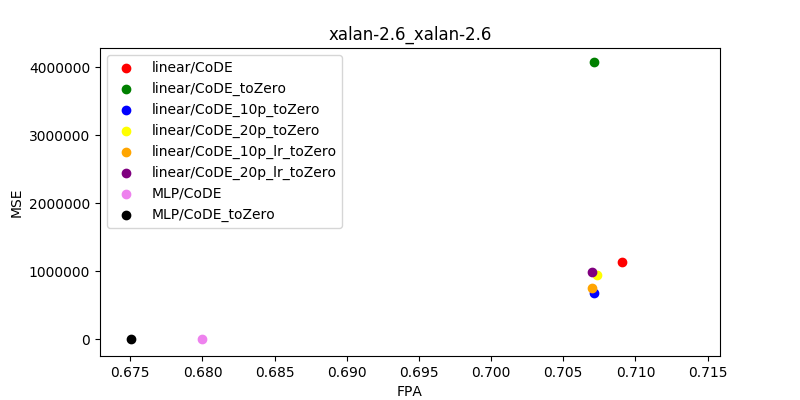 xalan-2.6_xalan-2.6
linear/CoDE
linear/CoDE_toZero
linear/CoDE_10p_toZero
linear/CoDE_20p_toZero
linear/CoDE_10p_lr_toZero
linear/CoDE_20p_lr_toZero
MLP/CoDE
MLP/CoDE_toZero
MSE
4000000
3000000
2000000
1000000
0
0.675 0.680 0.685 0.690 0.695 0.700 0.705 0.710 0.715
FPA